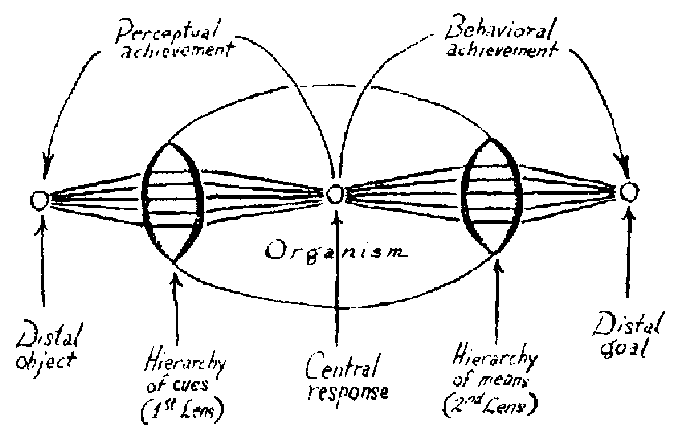 Perceptual
achievement
Behavioral
achievement
Organism
Distal
object
Hierarchy
of cues
(1st Lens)
Central
response
Hierarchy
of means
(2nd Lens)
Distal
goal